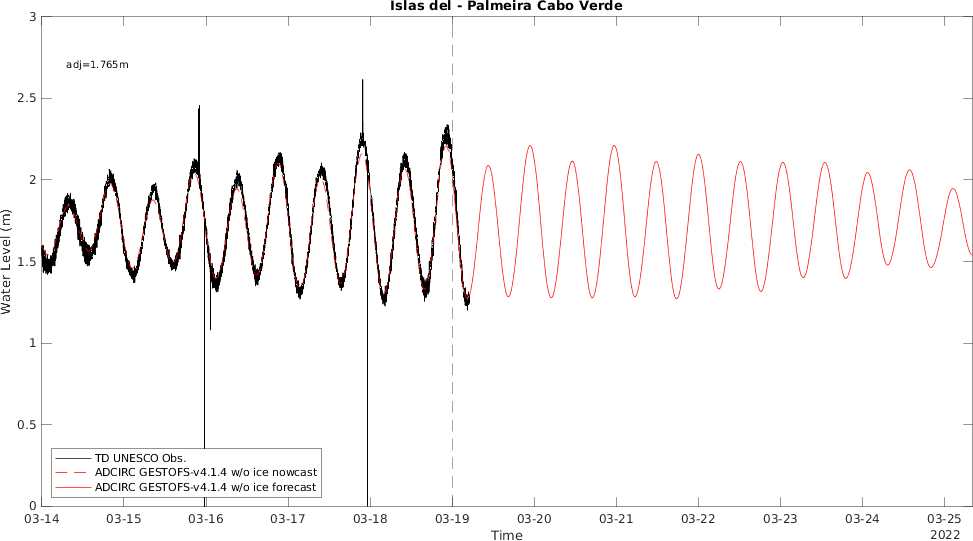 Islas del - Palmeira Cabo Verde
3
adj=1.765m
2.5
2
1.5
1
0.5
0
Water Level (m)
TD UNESCO Obs.
ADCIRC GESTOFS-v4.1.4 w/o ice nowcast
ADCIRC GESTOFS-v4.1.4 w/o ice forecast
03-14 03-15 03-16 03-17 03-18 03-19 03-20 03-21 03-22 03-23 03-24 03-25
2022
Time